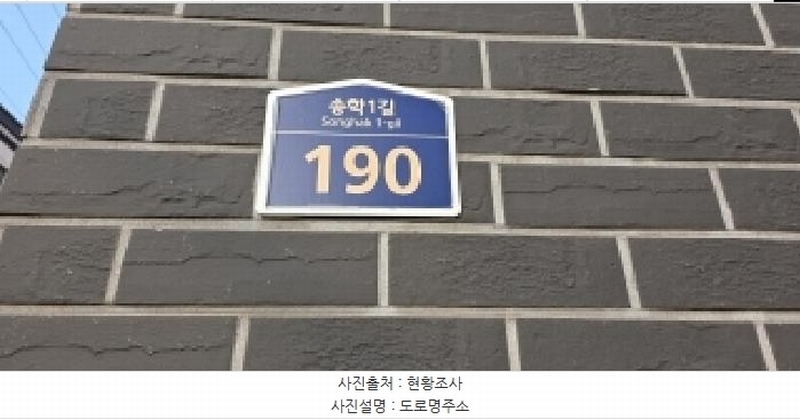 송학1길
Songhak 1-gil
190
사진출처 : 현황조사
사진설명 : 도로명주소